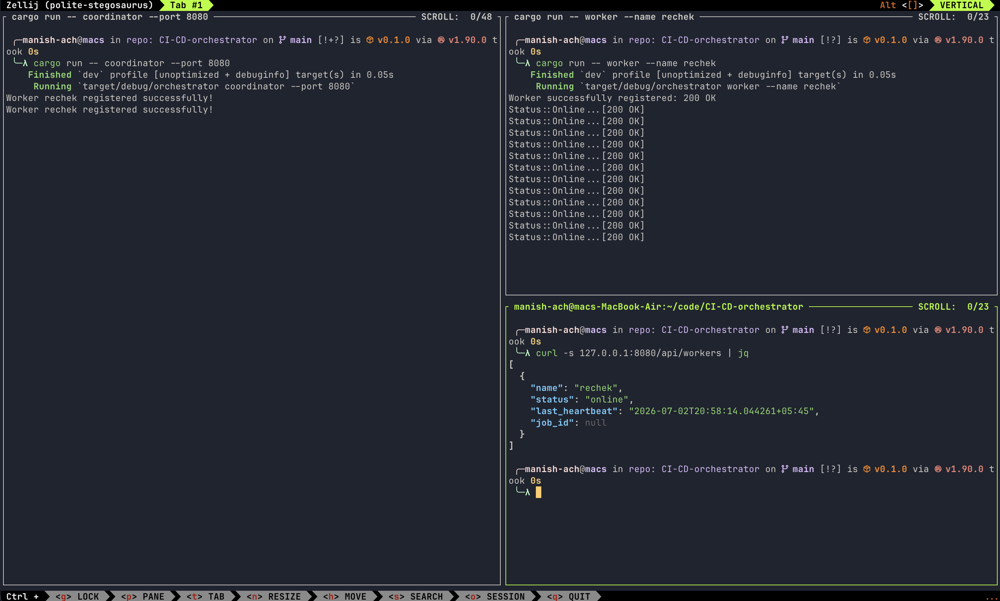 Zellij (polite-stegosaurus) Tab #1 Alt <[]> VERTICAL
cargo run -- coordinator --port 8080 SCROLL: 0/48
manish-ach@macs in repo: CI-CD-orchestrator on main [!+?] is v0.1.0 via v1.90.0 t
ook 0s
λ cargo run -- coordinator --port 8080
Finished `dev` profile [unoptimized + debuginfo] target(s) in 0.05s
Running `target/debug/orchestrator coordinator --port 8080`
Worker rechek registered successfully!
Worker rechek registered successfully!
cargo run -- worker --name rechek SCROLL: 0/23
manish-ach@macs in repo: CI-CD-orchestrator on main [!?] is v0.1.0 via v1.90.0 t
ook 0s
λ cargo run -- worker --name rechek
Finished `dev` profile [unoptimized + debuginfo] target(s) in 0.05s
Running `target/debug/orchestrator worker --name rechek`
Worker successfully registered: 200 OK
Status::Online...[200 OK]
Status::Online...[200 OK]
Status::Online...[200 OK]
Status::Online...[200 OK]
Status::Online...[200 OK]
Status::Online...[200 OK]
Status::Online...[200 OK]
Status::Online...[200 OK]
Status::Online...[200 OK]
Status::Online...[200 OK]
Status::Online...[200 OK]
Status::Online...[200 OK]
manish-ach@macs-MacBook-Air:~/code/CI-CD-orchestrator SCROLL: 0/23
manish-ach@macs in repo: CI-CD-orchestrator on main [!?] is v0.1.0 via v1.90.0 t
ook 0s
λ curl -s 127.0.0.1:8080/api/workers | jq
[
{
"name": "rechek",
"status": "online",
"last_heartbeat": "2026-07-02T20:58:14.044261+05:45",
"job_id": null
}
]
manish-ach@macs in repo: CI-CD-orchestrator on main [!?] is v0.1.0 via v1.90.0 t
ook 0s
λ
Ctrl + <g> LOCK <p> PANE <t> TAB <n> RESIZE <h> MOVE <s> SEARCH <o> SESSION <q> QUIT ...